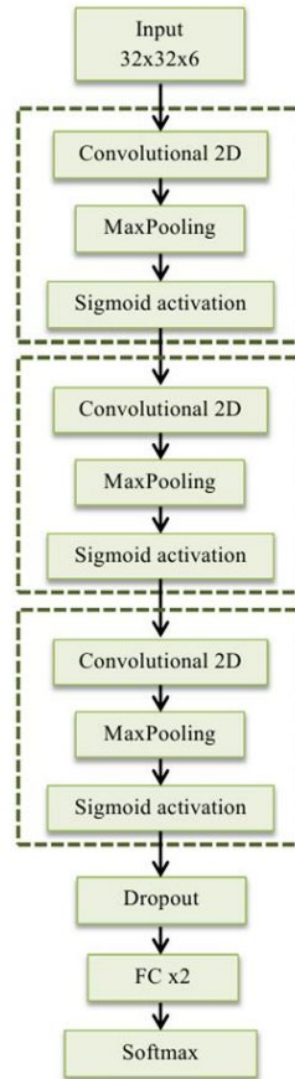 Input
32x32x6
Convolutional 2D
MaxPooling
Sigmoid activation
Convolutional 2D
MaxPooling
Sigmoid activation
Convolutional 2D
MaxPooling
Sigmoid activation
Dropout
FC x2
Softmax